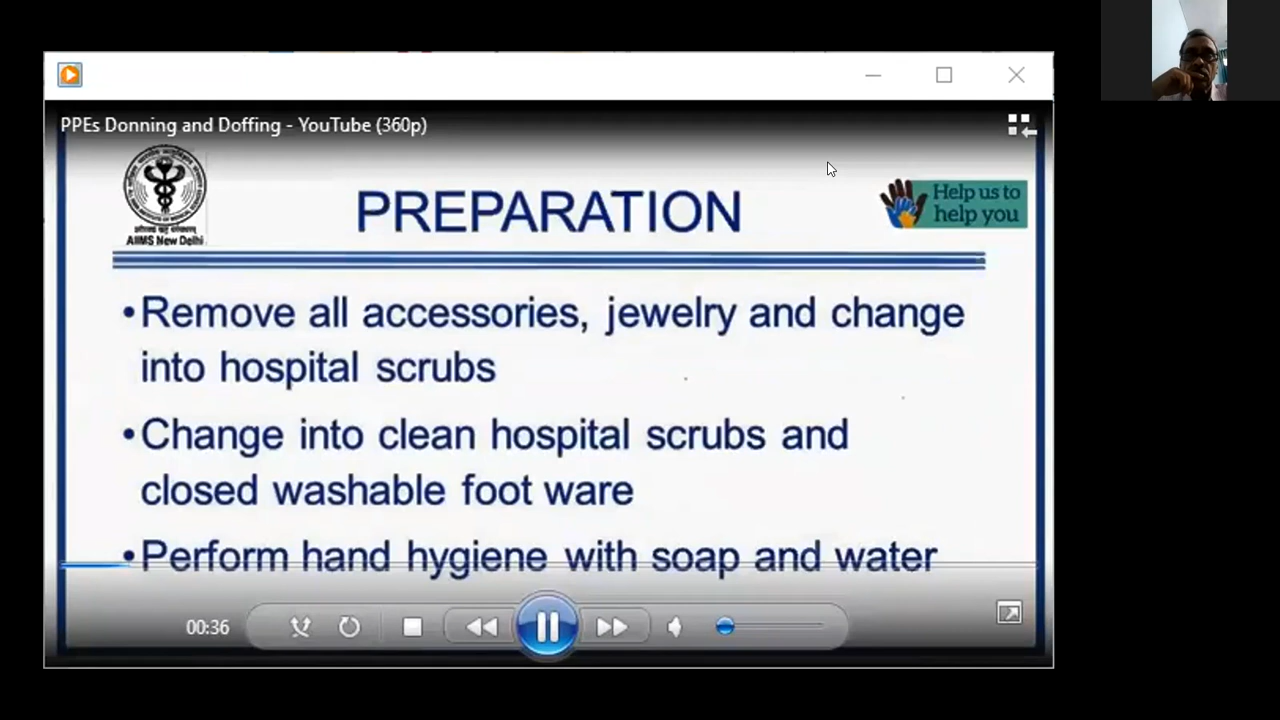 PPEs Donning and Doffing - YouTube (360p)
AIIMS New Delhi
PREPARATION
Help us to
help you
•Remove all accessories, jewelry and change
into hospital scrubs
•Change into clean hospital scrubs and
closed washable foot ware
•Perform hand hygiene with soap and water
00:36